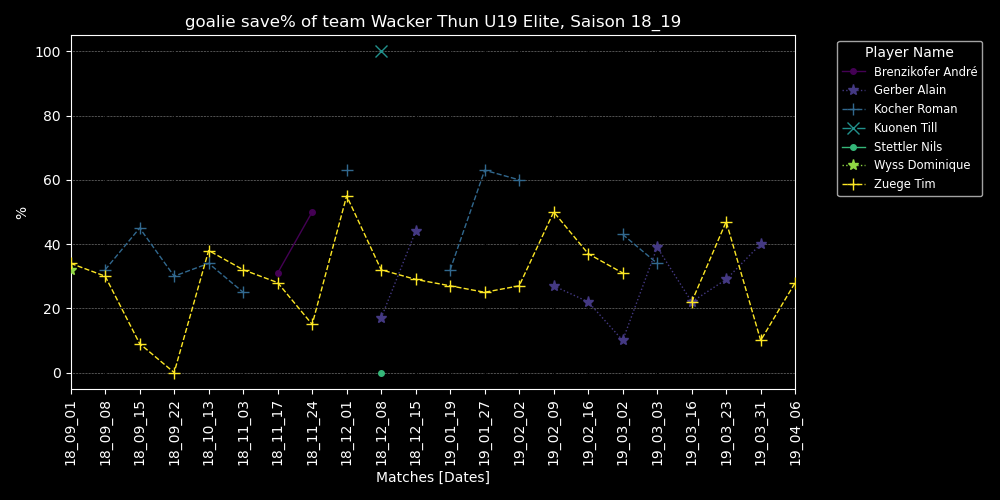 goalie save% of team Wacker Thun U19 Elite, Saison 18_19
Player Name
Brenzikofer André
Gerber Alain
Kocher Roman
Kuonen Till
Stettler Nils
Wyss Dominique
Zuege Tim
%
100
80
60
40
20
0
18_09_01
18_09_08
18_09_15
18_09_22
18_10_13
18_11_03
18_11_17
18_11_24
18_12_01
18_12_08
18_12_15
19_01_19
19_01_27
19_02_02
19_02_09
19_02_16
19_03_02
19_03_03
19_03_16
19_03_23
19_03_31
19_04_06
Matches [Dates]